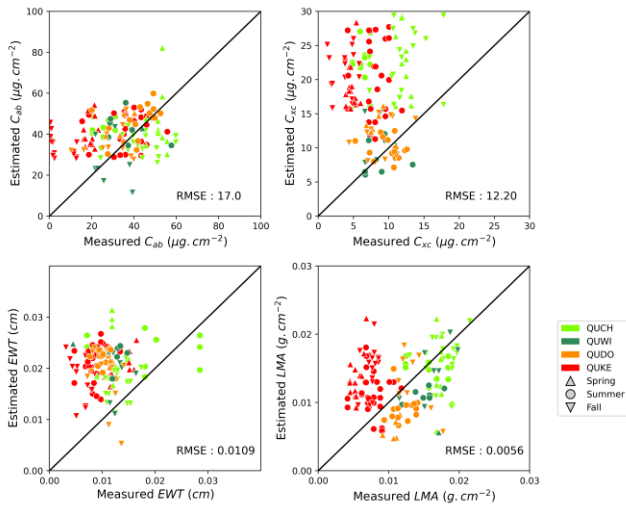 100
80
60
40
20
0
0 20 40 60 80 100
Estimated C_ab (μg.cm⁻²)
Measured C_ab (μg.cm⁻²)
RMSE : 17.0
30
25
20
15
10
5
0
0 5 10 15 20 25 30
Estimated C_xc (μg.cm⁻²)
Measured C_xc (μg.cm⁻²)
RMSE : 12.20
0.03
0.02
0.01
0.00
0.00 0.01 0.02 0.03
Estimated EWT (cm)
Measured EWT (cm)
RMSE : 0.0109
0.03
0.02
0.01
0.00
0.00 0.01 0.02 0.03
Estimated LMA (g.cm⁻²)
Measured LMA (g.cm⁻²)
RMSE : 0.0056
QUCH
QUWI
QUDO
QUKE
Spring
Summer
Fall